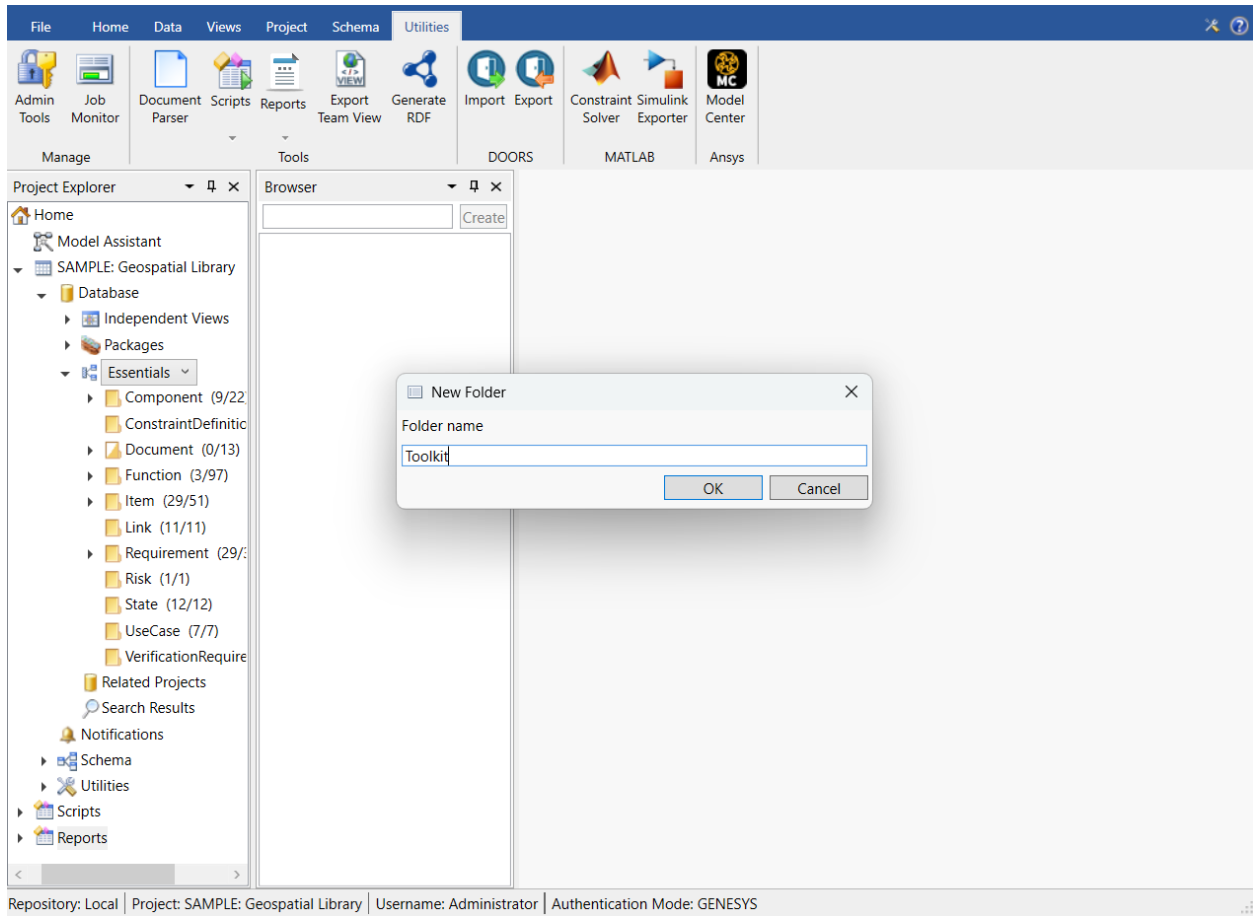 File Home Data Views Project Schema Utilities
Admin Tools
Job Monitor
Document Parser
Scripts
Reports
</> VIEW
Export Team View
Generate RDF
Import
Export
Constraint Solver
Simulink Exporter
MC
Model Center
Manage Tools DOORS MATLAB Ansys
Project Explorer
Browser
Home
Create
Model Assistant
SAMPLE: Geospatial Library
Database
Independent Views
Packages
Essentials
Component (9/22
ConstraintDefinitic
Document (0/13)
Function (3/97)
Item (29/51)
Link (11/11)
Requirement (29/3
Risk (1/1)
State (12/12)
UseCase (7/7)
VerificationRequire
Related Projects
Search Results
Notifications
Schema
Utilities
Scripts
Reports
New Folder
Folder name
Toolkit
OK Cancel
Repository: Local Project: SAMPLE: Geospatial Library Username: Administrator Authentication Mode: GENESYS